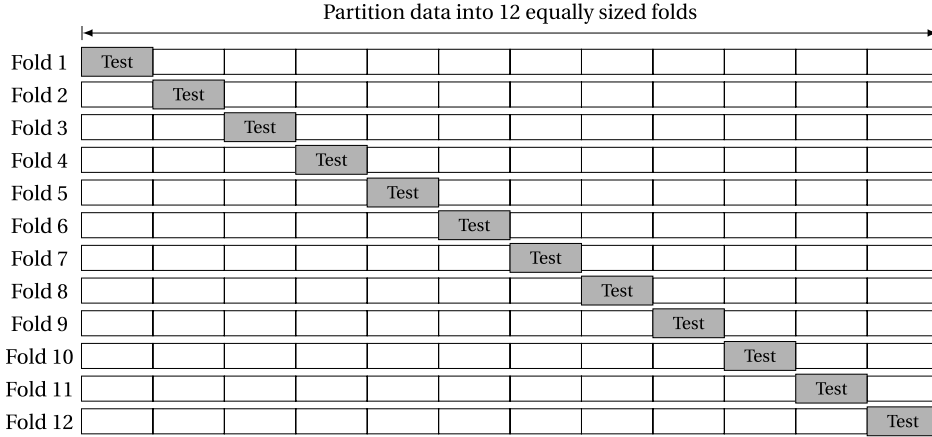 Partition data into 12 equally sized folds
Fold 1 Test
Fold 2 Test
Fold 3 Test
Fold 4 Test
Fold 5 Test
Fold 6 Test
Fold 7 Test
Fold 8 Test
Fold 9 Test
Fold 10 Test
Fold 11 Test
Fold 12 Test